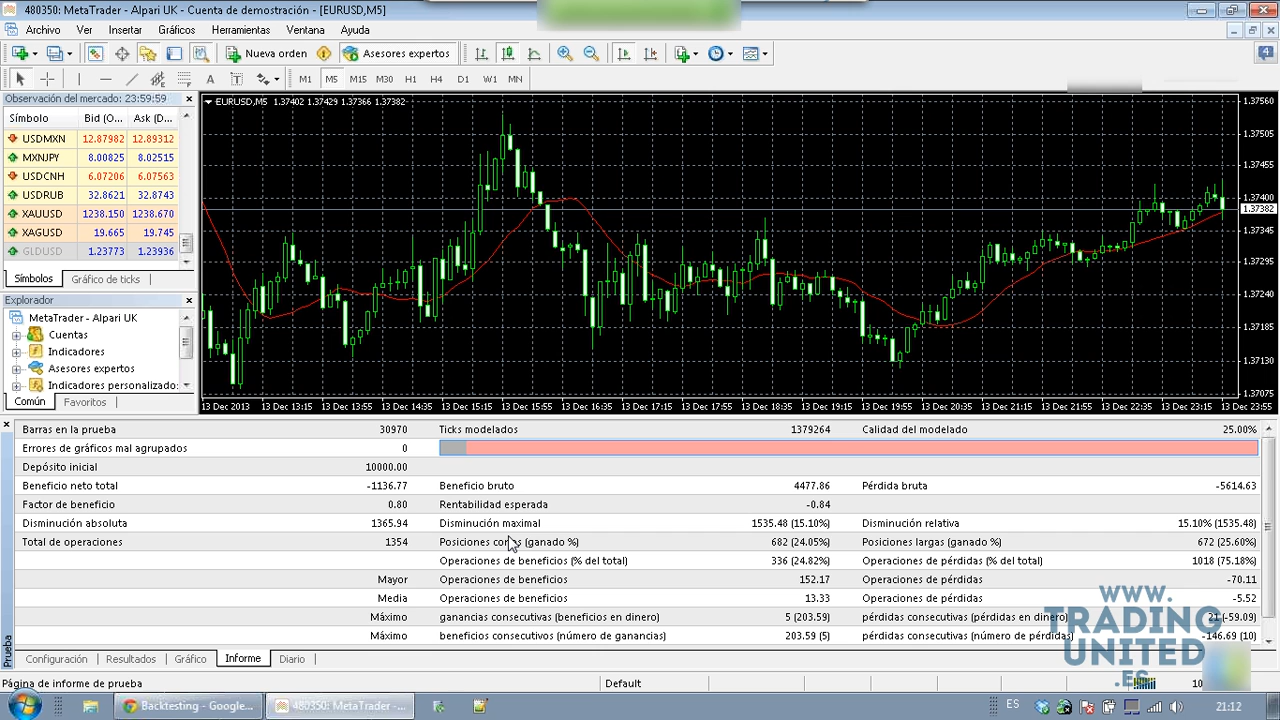 480350: MetaTrader - Alpari UK - Cuenta de demostración - [EURUSD,M5]
Archivo Ver Insertar Gráficos Herramientas Ventana Ayuda
Nueva orden Asesores expertos 4
A T M1 M5 M15 M30 H1 H4 D1 W1 MN
Observación del mercado: 23:59:59
Símbolo Bid (O... Ask (D...
USDMXN 12.87982 12.89312
MXNJPY 8.00825 8.02515
USDCNH 6.07206 6.07563
USDRUB 32.8621 32.8743
XAUUSD 1238.150 1238.670
XAGUSD 19.665 19.745
GLDUSD 1.23773 1.23936
Símbolos Gráfico de ticks
Explorador
MetaTrader - Alpari UK
Cuentas
Indicadores
Asesores expertos
Indicadores personalizado:
Común Favoritos
EURUSD,M5 1.37402 1.37429 1.37366 1.37382
1.37560
1.37505
1.37455
1.37400
1.37382
1.37345
1.37295
1.37240
1.37185
1.37130
1.37075
13 Dec 2013 13 Dec 13:15 13 Dec 13:55 13 Dec 14:35 13 Dec 15:15 13 Dec 15:55 13 Dec 16:35 13 Dec 17:15 13 Dec 17:55 13 Dec 18:35 13 Dec 19:15 13 Dec 19:55 13 Dec 20:35 13 Dec 21:15 13 Dec 21:55 13 Dec 22:35 13 Dec 23:15 13 Dec 23:55
Barras en la prueba 30970 Ticks modelados 1379264 Calidad del modelado 25.00%
Errores de gráficos mal agrupados 0
Depósito inicial 10000.00
Beneficio neto total -1136.77 Beneficio bruto 4477.86 Pérdida bruta -5614.63
Factor de beneficio 0.80 Rentabilidad esperada -0.84
Disminución absoluta 1365.94 Disminución maximal 1535.48 (15.10%) Disminución relativa 15.10% (1535.48)
Total de operaciones 1354 Posiciones cortas (ganado %) 682 (24.05%) Posiciones largas (ganado %) 672 (25.60%)
Operaciones de beneficios (% del total) 336 (24.82%) Operaciones de pérdidas (% del total) 1018 (75.18%)
Mayor Operaciones de beneficios 152.17 Operaciones de pérdidas -70.11
Media Operaciones de beneficios 13.33 Operaciones de pérdidas -5.52
Máximo ganancias consecutivas (beneficios en dinero) 5 (203.59) pérdidas consecutivas (pérdidas en dinero) 21 (-59.09)
Máximo beneficios consecutivos (número de ganancias) 203.59 (5) pérdidas consecutivas (número de pérdidas) -146.69 (10)
WWW.
TRADING
UNITED
.ES
Prueba
Configuración Resultados Gráfico Informe Diario
Página de informe de prueba Default
Backtesting - Google... 480350: MetaTrader -... ES 21:12